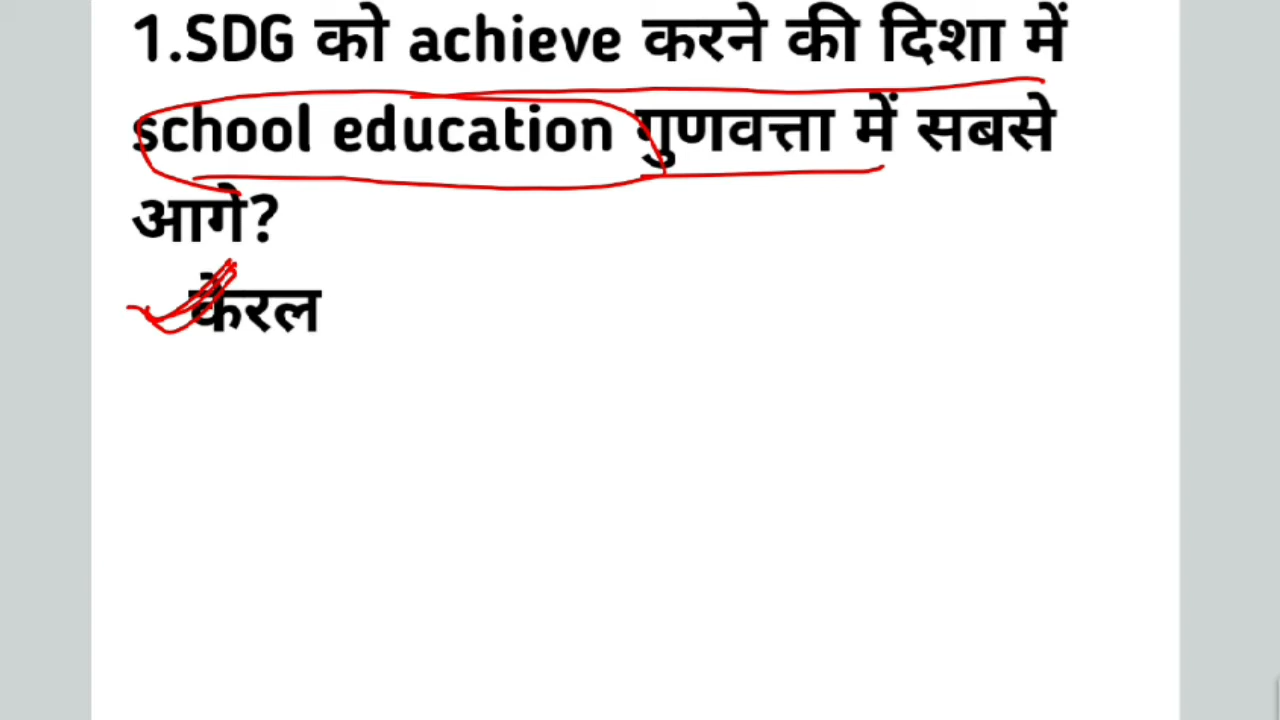 1.SDG को achieve करने की दिशा में
school education गुणवत्ता में सबसे
आगे?
केरल